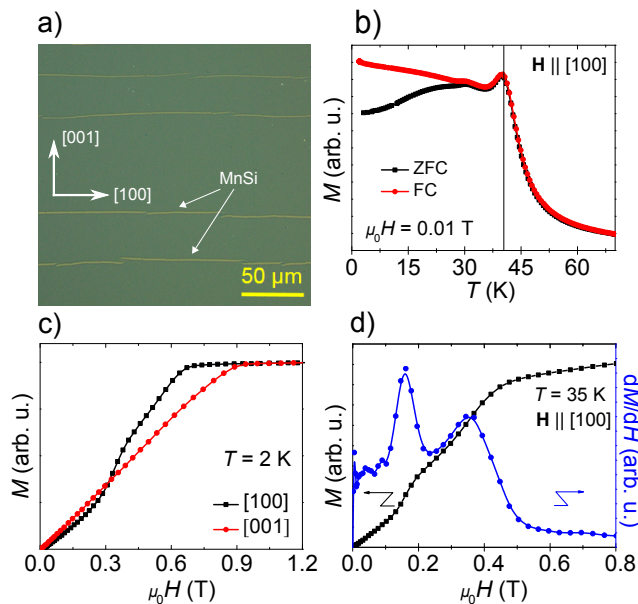 a)
[001]
[100]
MnSi
50 µm
b)
H || [100]
M (arb. u.)
ZFC
FC
µ₀H = 0.01 T
0 15 30 45 60
T (K)
c)
M (arb. u.)
T = 2 K
[100]
[001]
0.0 0.3 0.6 0.9 1.2
µ₀H (T)
d)
M (arb. u.)
T = 35 K
H || [100]
dM/dH (arb. u.)
0.0 0.2 0.4 0.6 0.8
µ₀H (T)